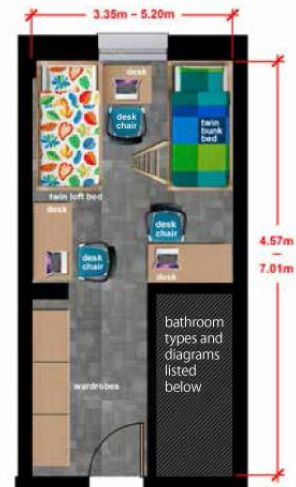 3.35m – 5.20m
desk
desk
chair
twin
bunk
bed
twin loft bed
desk
desk
chair
desk
chair
desk
4.57m
–
7.01m
bathroom
types and
diagrams
listed
below
wardrobes